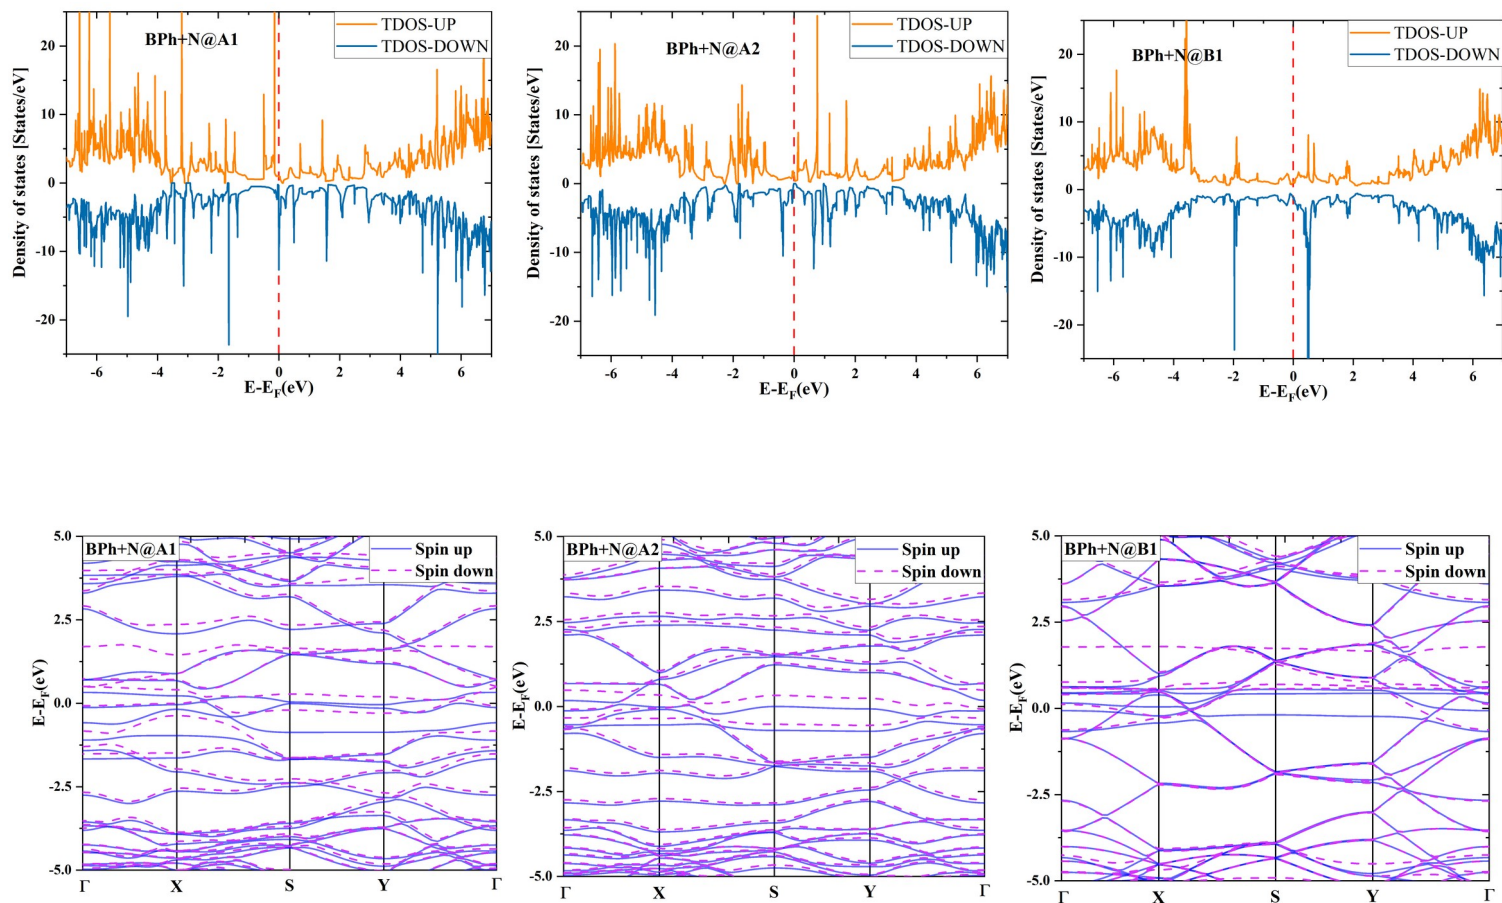 BPh+N@A1
TDOS-UP
TDOS-DOWN
20
10
0
-10
-20
-6
-4
-2
0
2
4
6
Density of states [States/eV]
E-EF(eV)
BPh+N@A2
TDOS-UP
TDOS-DOWN
20
10
0
-10
-20
-6
-4
-2
0
2
4
6
Density of states [States/eV]
E-EF(eV)
BPh+N@B1
TDOS-UP
TDOS-DOWN
20
10
0
-10
-20
-6
-4
-2
0
2
4
6
Density of states [States/eV]
E-EF(eV)
BPh+N@A1
Spin up
Spin down
5.0
2.5
0.0
-2.5
-5.0
E-EF(eV)
Γ
X
S
Y
Γ
BPh+N@A2
Spin up
Spin down
5.0
2.5
0.0
-2.5
-5.0
E-EF(eV)
Γ
X
S
Y
Γ
BPh+N@B1
Spin up
Spin down
5.0
2.5
0.0
-2.5
-5.0
E-EF(eV)
Γ
X
S
Y
Γ